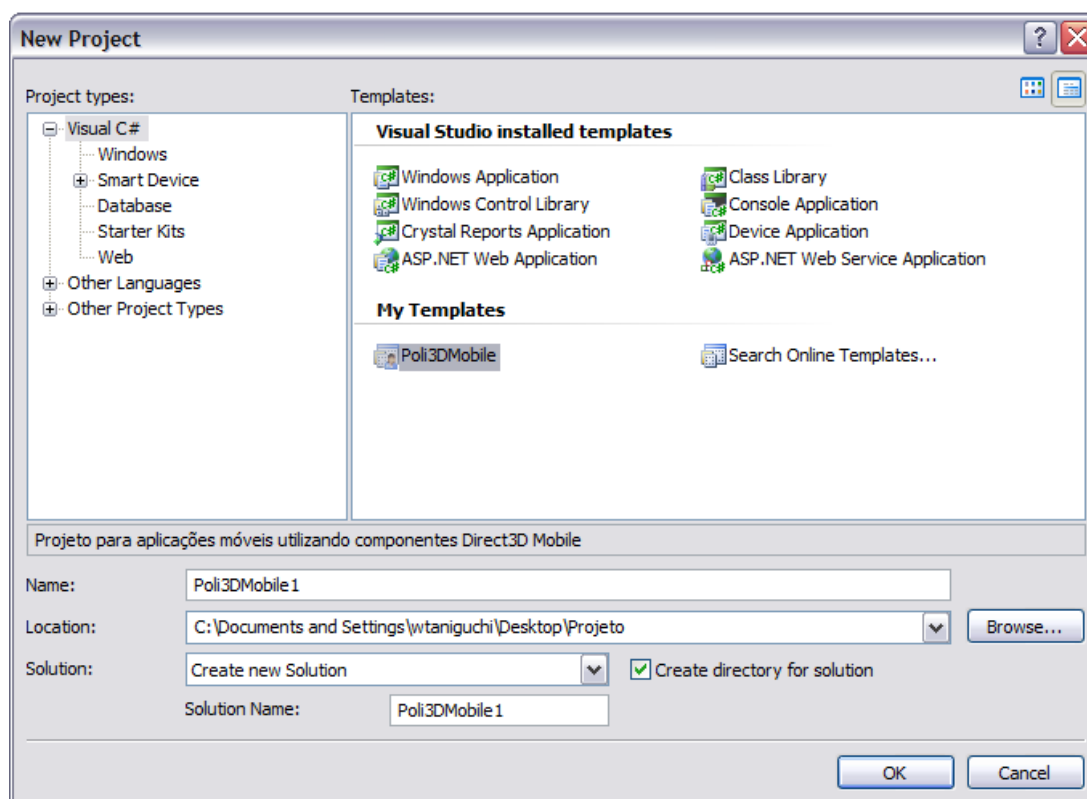 New Project
Project types:
Templates:
Visual C#
Windows
Smart Device
Database
Starter Kits
Web
Other Languages
Other Project Types
Visual Studio installed templates
Windows Application
Class Library
Windows Control Library
Console Application
Crystal Reports Application
Device Application
ASP.NET Web Application
ASP.NET Web Service Application
My Templates
Poli3DMobile
Search Online Templates...
Projeto para aplicações móveis utilizando componentes Direct3D Mobile
Name:
Poli3DMobile1
Location:
C:\Documents and Settings\wtaniguchi\Desktop\Projeto
Browse...
Solution:
Create new Solution
Create directory for solution
Solution Name:
Poli3DMobile1
OK
Cancel